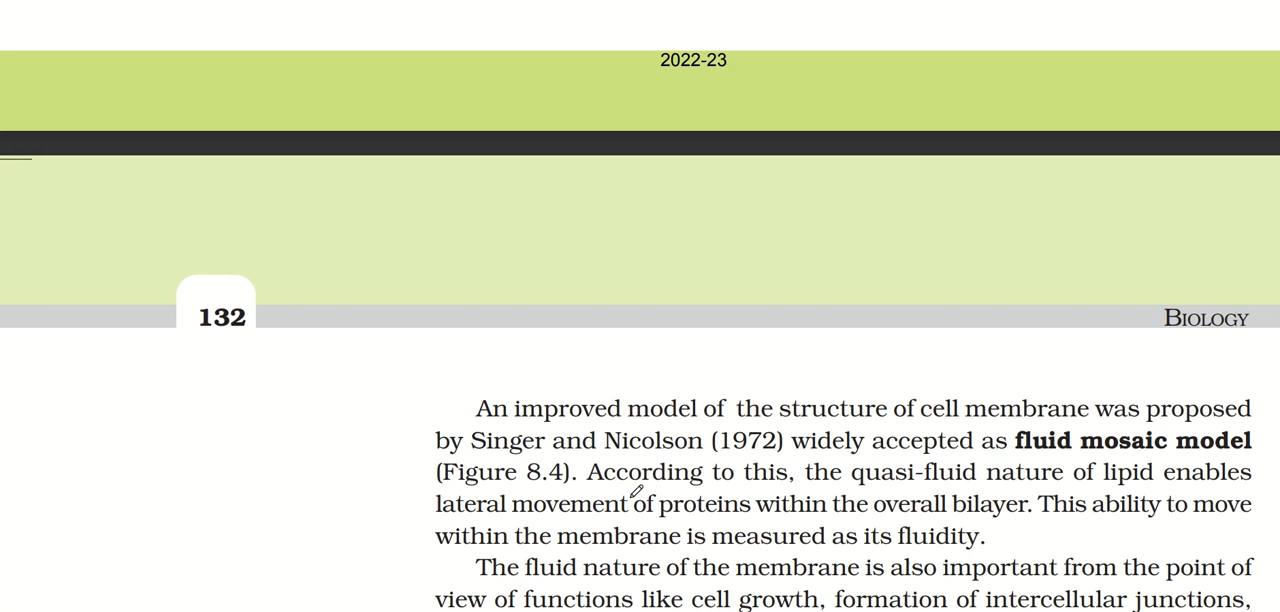 2022-23
132
BIOLOGY
An improved model of the structure of cell membrane was proposed
by Singer and Nicolson (1972) widely accepted as fluid mosaic model
(Figure 8.4). According to this, the quasi-fluid nature of lipid enables
lateral movement of proteins within the overall bilayer. This ability to move
within the membrane is measured as its fluidity.
The fluid nature of the membrane is also important from the point of
view of functions like cell growth, formation of intercellular junctions,